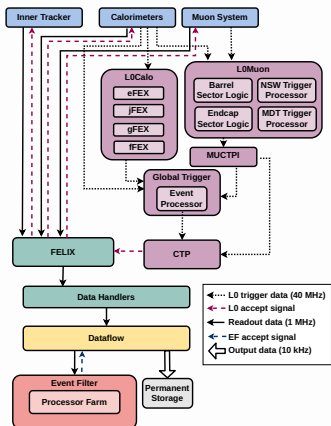 Inner Tracker
Calorimeters
Muon System
L0Calo
eFEX
jFEX
gFEX
fFEX
L0Muon
Barrel
Sector Logic
NSW Trigger
Processor
Endcap
Sector Logic
MDT Trigger
Processor
MUCTPI
Global Trigger
Event
Processor
FELIX
CTP
Data Handlers
Dataflow
Event Filter
Processor Farm
Permanent
Storage
L0 trigger data (40 MHz)
L0 accept signal
Readout data (1 MHz)
EF accept signal
Output data (10 kHz)